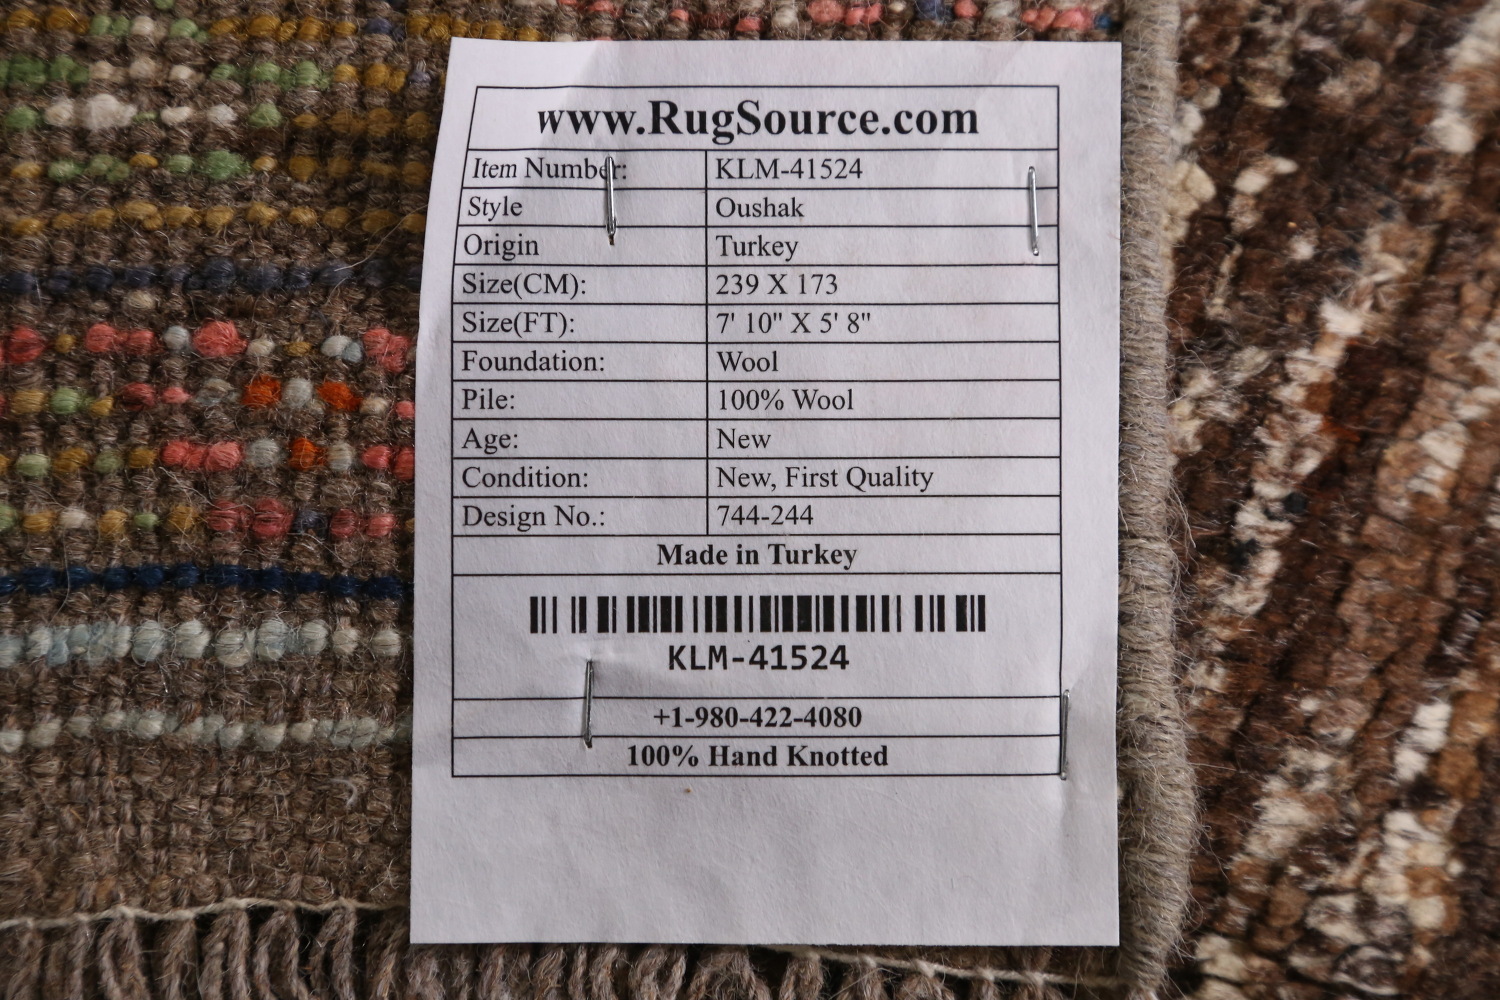 www.RugSource.com
Item Number: KLM-41524
Style Oushak
Origin Turkey
Size(CM): 239 X 173
Size(FT): 7' 10" X 5' 8"
Foundation: Wool
Pile: 100% Wool
Age: New
Condition: New, First Quality
Design No.: 744-244
Made in Turkey
KLM-41524
+1-980-422-4080
100% Hand Knotted